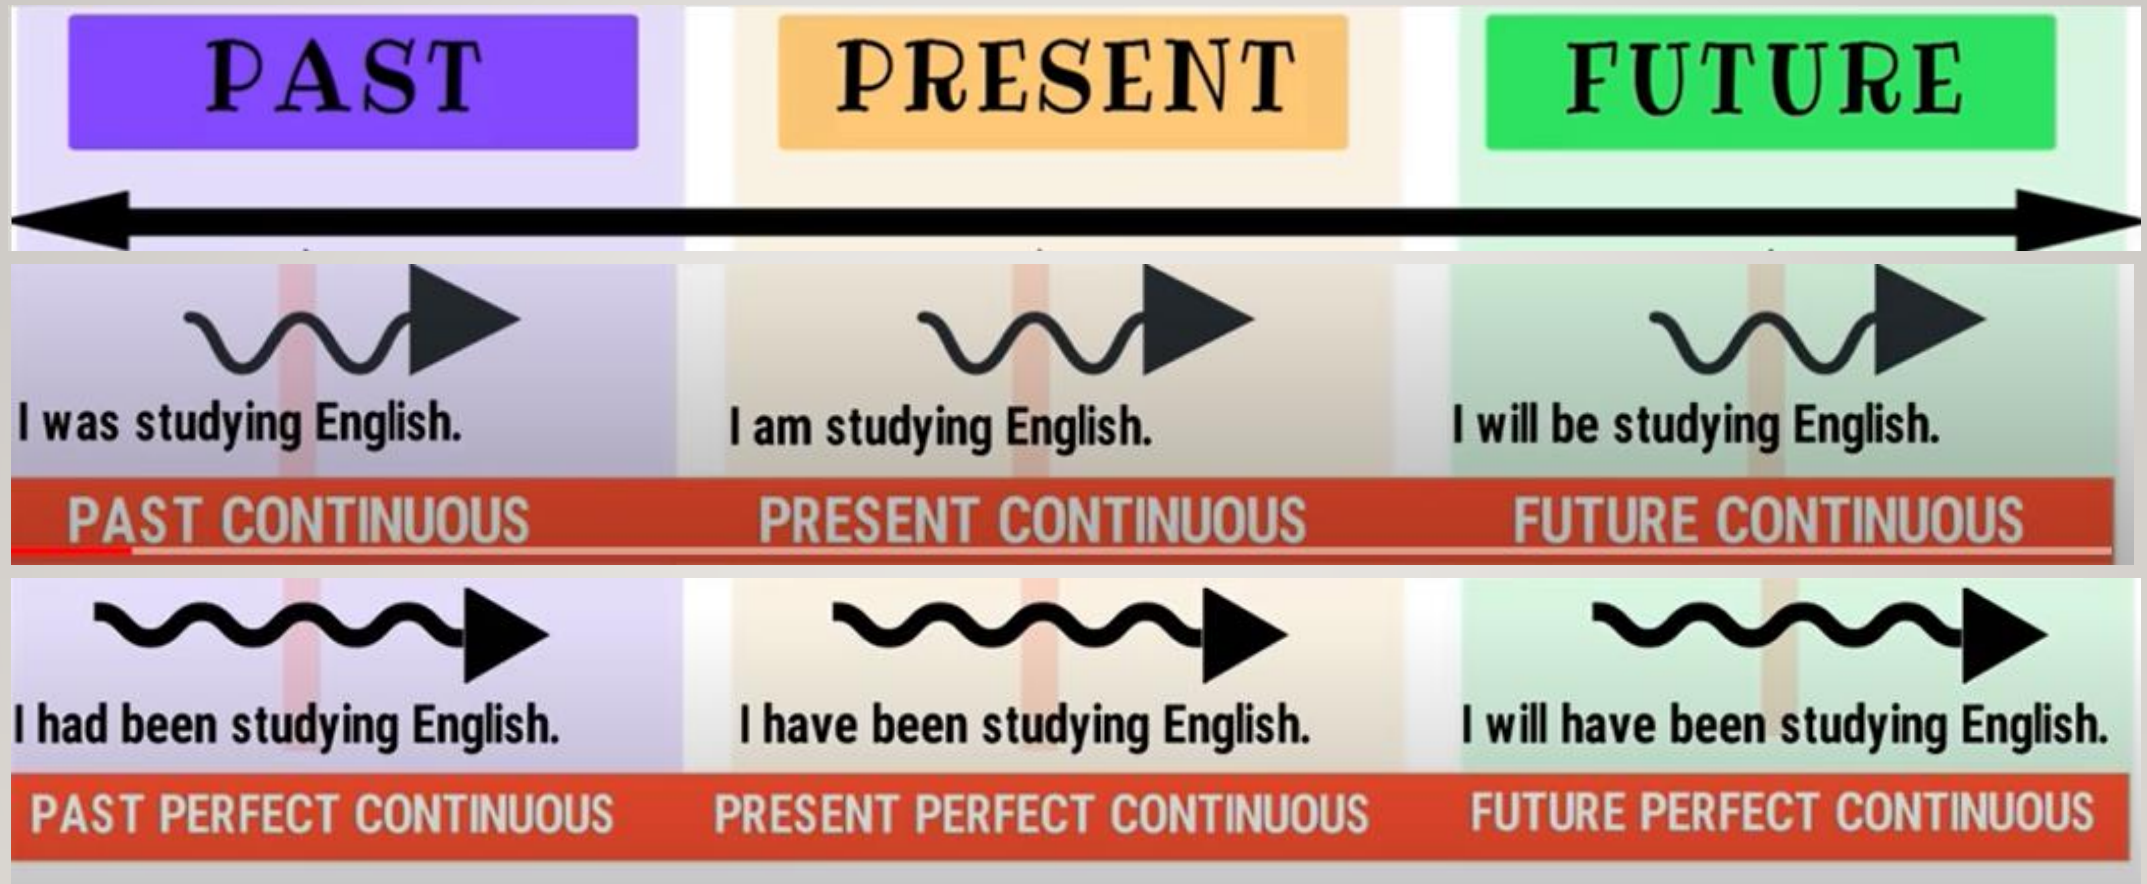 PAST PRESENT FUTURE
I was studying English. I am studying English. I will be studying English.
PAST CONTINUOUS PRESENT CONTINUOUS FUTURE CONTINUOUS
I had been studying English. I have been studying English. I will have been studying English.
PAST PERFECT CONTINUOUS PRESENT PERFECT CONTINUOUS FUTURE PERFECT CONTINUOUS